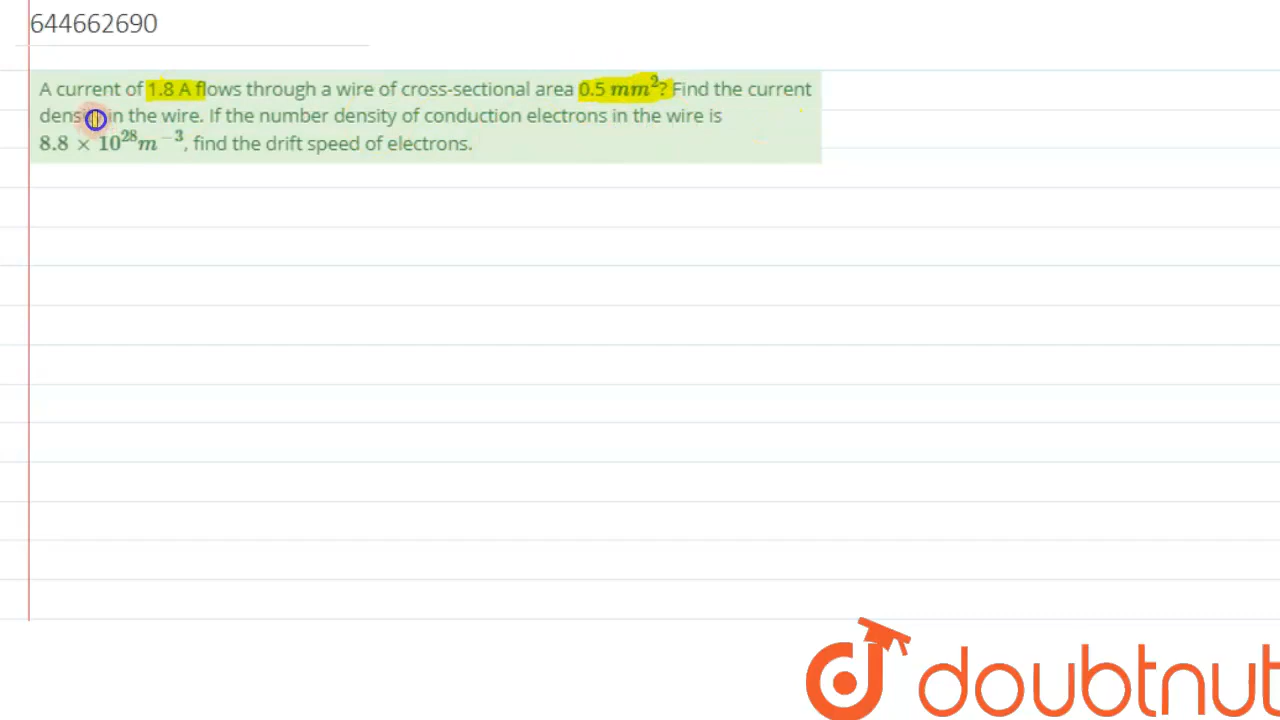 644662690
A current of 1.8 A flows through a wire of cross-sectional area 0.5 mm²? Find the current
in the wire. If the number density of conduction electrons in the wire is
8.8 × 10²⁸m⁻³, find the drift speed of electrons.
doubtnut